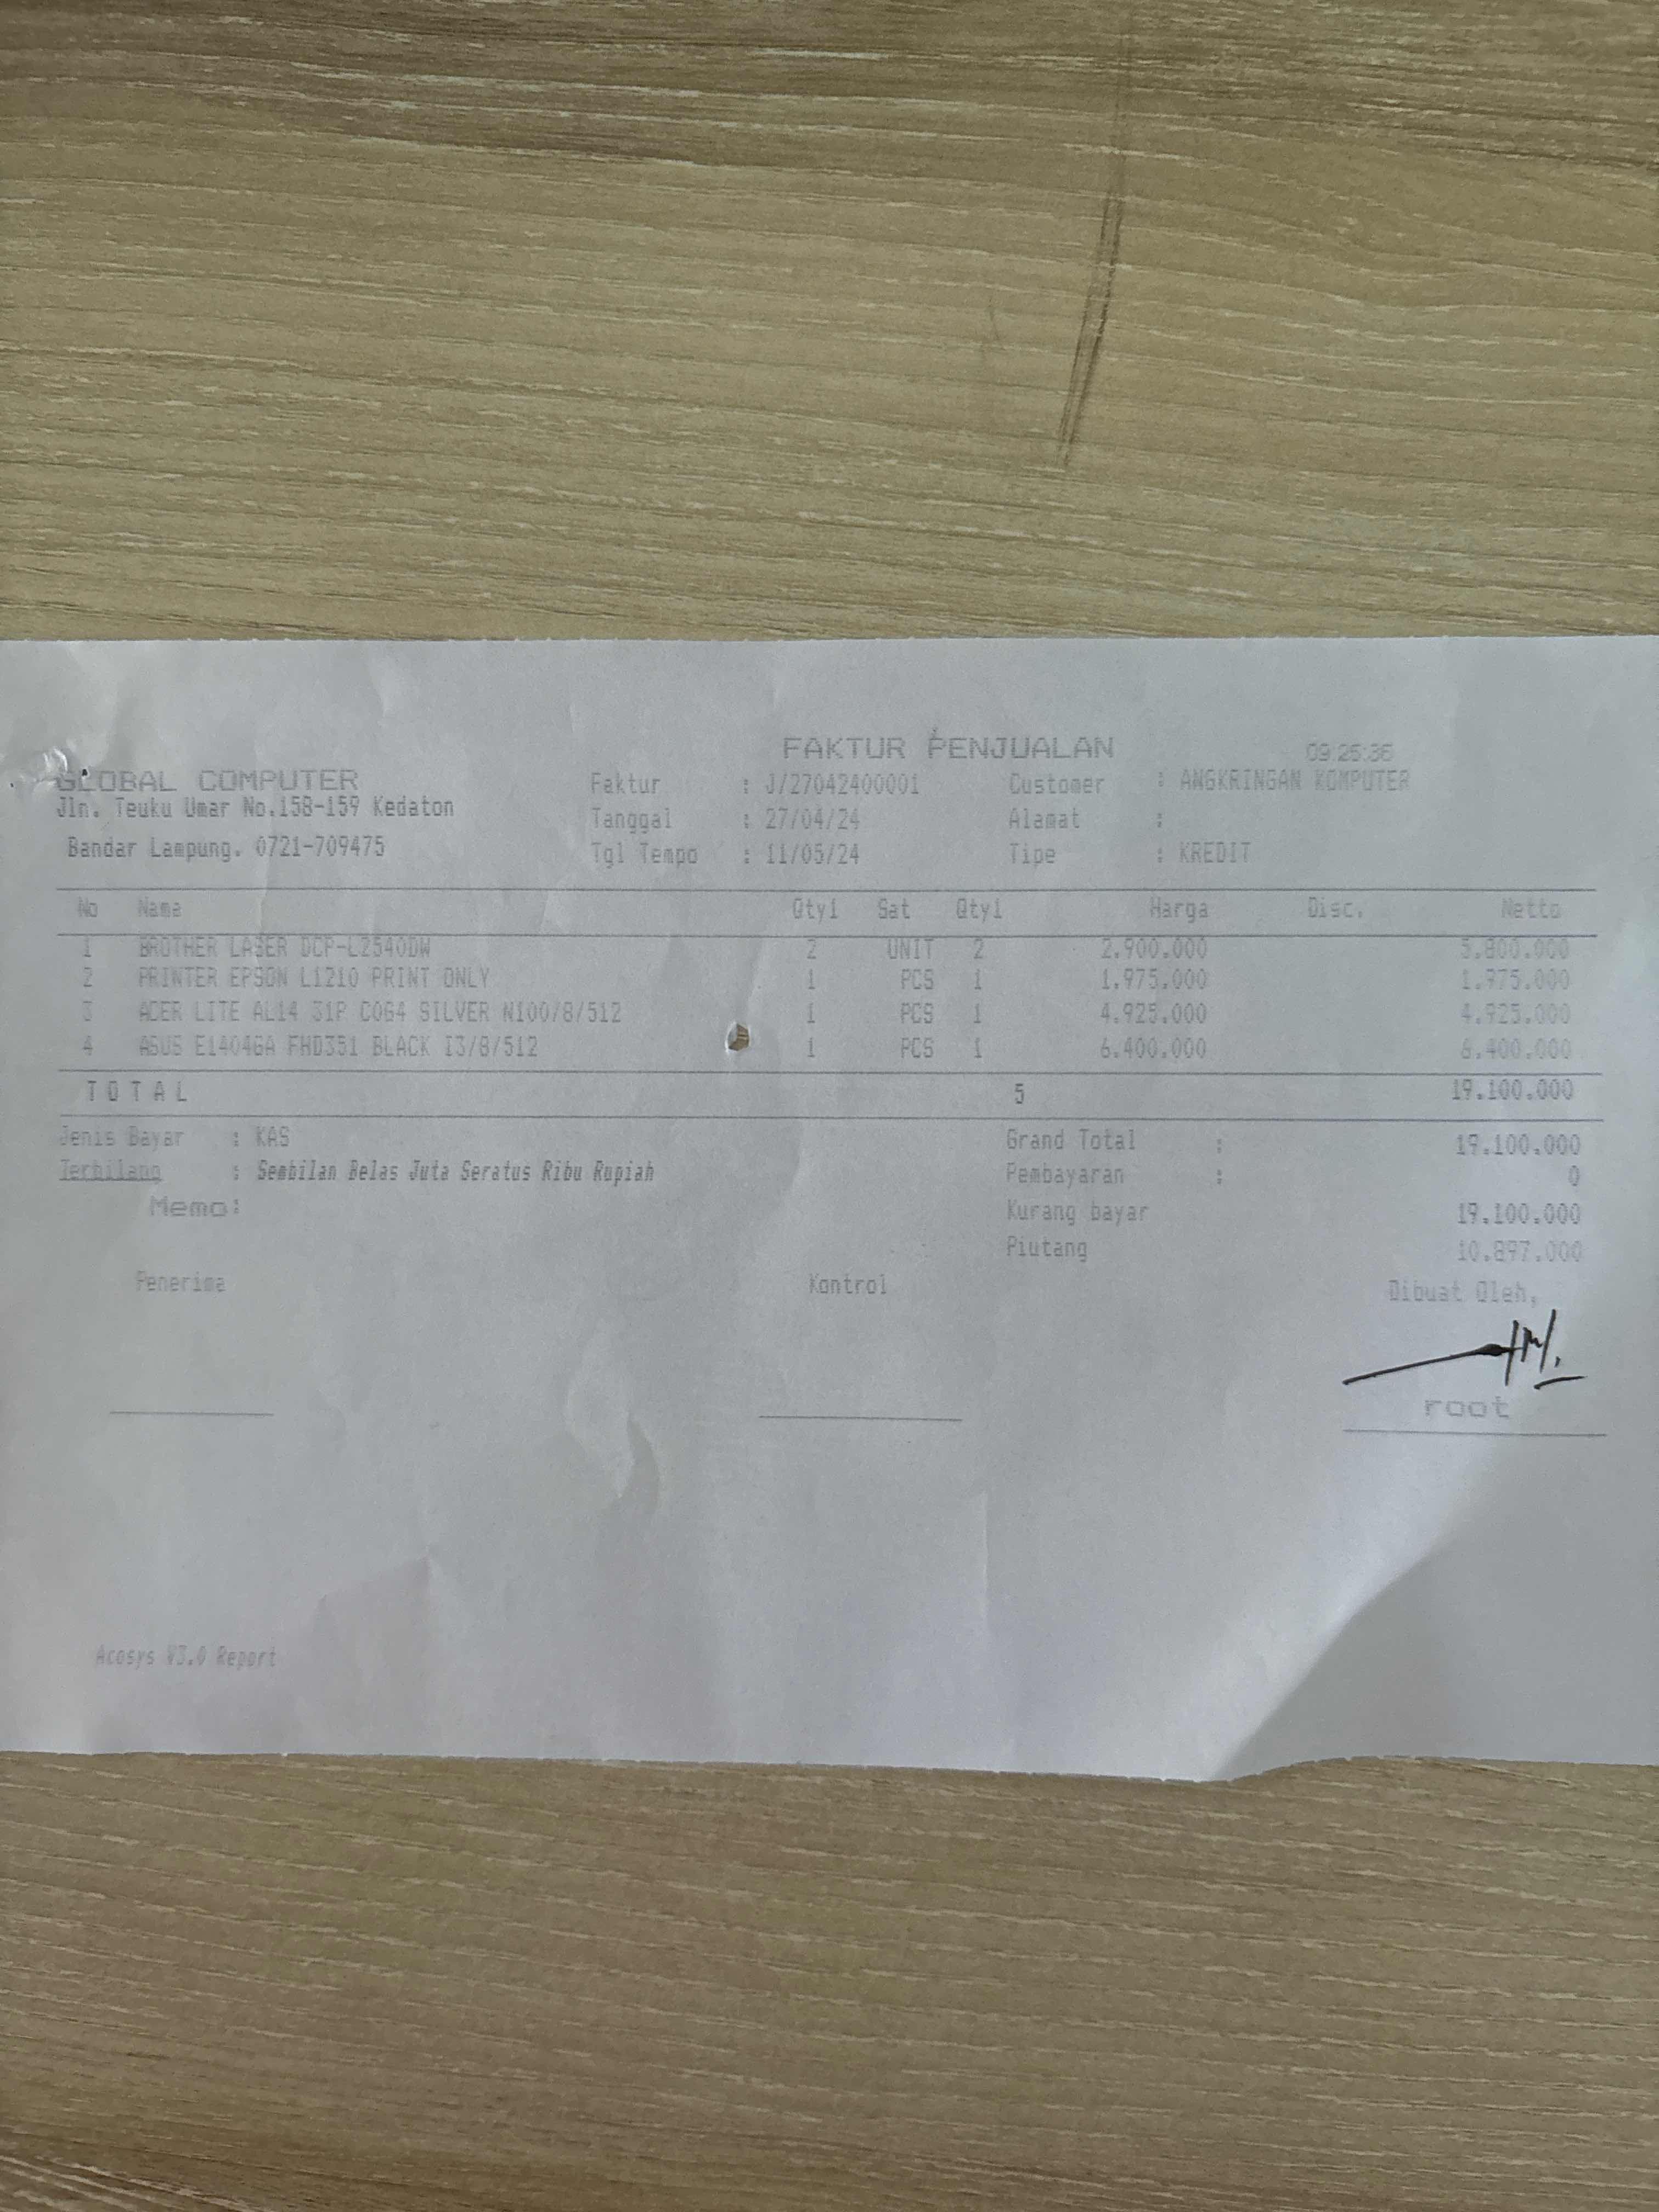 FAKTUR PENJUALAN 09:25:36
GLOBAL COMPUTER Faktur : J/27042400001 Customer : ANGKRINGAN KOMPUTER
Jln. Teuku Umar No.158-159 Kedaton Tanggal : 27/04/24 Alamat :
Bandar Lampung. 0721-709475 Tgl Tempo : 11/05/24 Tipe : KREDIT
No Nama Qty1 Sat Qty1 Harga Disc. Netto
1 BROTHER LASER DCP-L2540DW 2 UNIT 2 2.900.000 5.800.000
2 PRINTER EPSON L1210 PRINT ONLY 1 PCS 1 1.975.000 1.975.000
3 ACER LITE AL14 31P C0G4 SILVER N100/8/512 1 PCS 1 4.925.000 4.925.000
4 ASUS E1404GA FHD351 BLACK I3/8/512 1 PCS 1 6.400.000 6.400.000
T O T A L 5 19.100.000
Jenis Bayar : KAS Grand Total : 19.100.000
Terbilang : Sembilan Belas Juta Seratus Ribu Rupiah Pembayaran : 0
Memo: Kurang bayar 19.100.000
Piutang 10.897.000
Penerima Kontrol Dibuat Oleh,
root
Acosys V3.0 Report